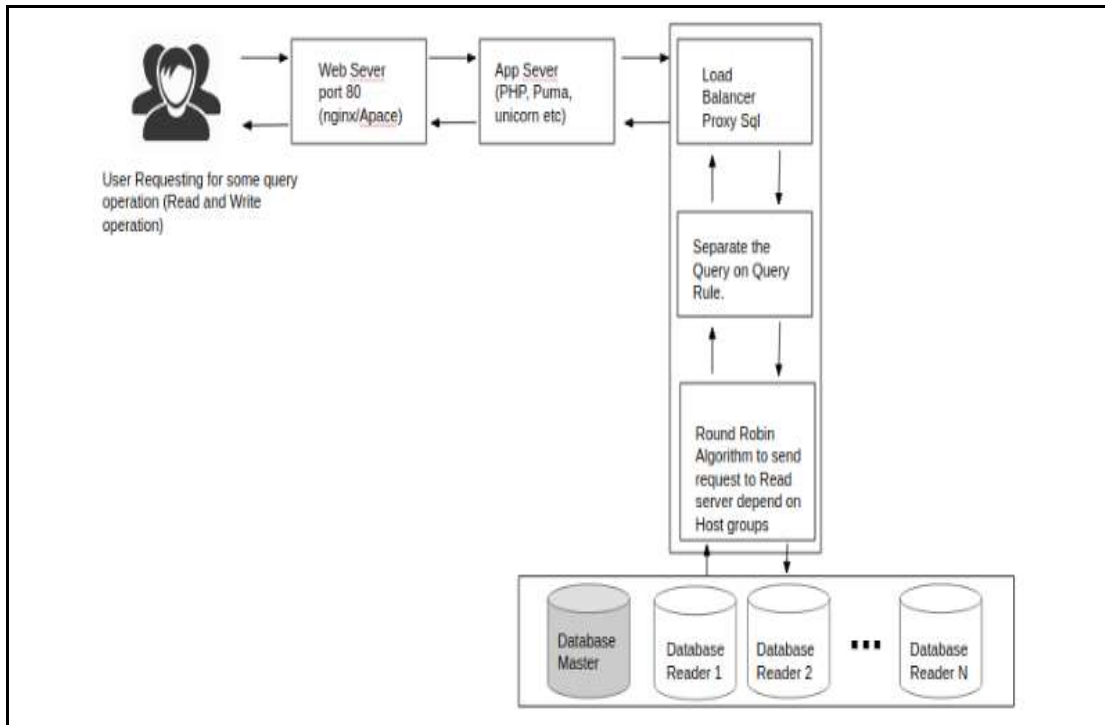 User Requesting for some query
operation (Read and Write
operation)
Web Sever
port 80
(nginx/Apace)
App Sever
(PHP, Puma,
unicorn etc)
Load
Balancer
Proxy Sql
Separate the
Query on Query
Rule.
Round Robin
Algorithm to send
request to Read
server depend on
Host groups
Database
Master
Database
Reader 1
Database
Reader 2
Database
Reader N